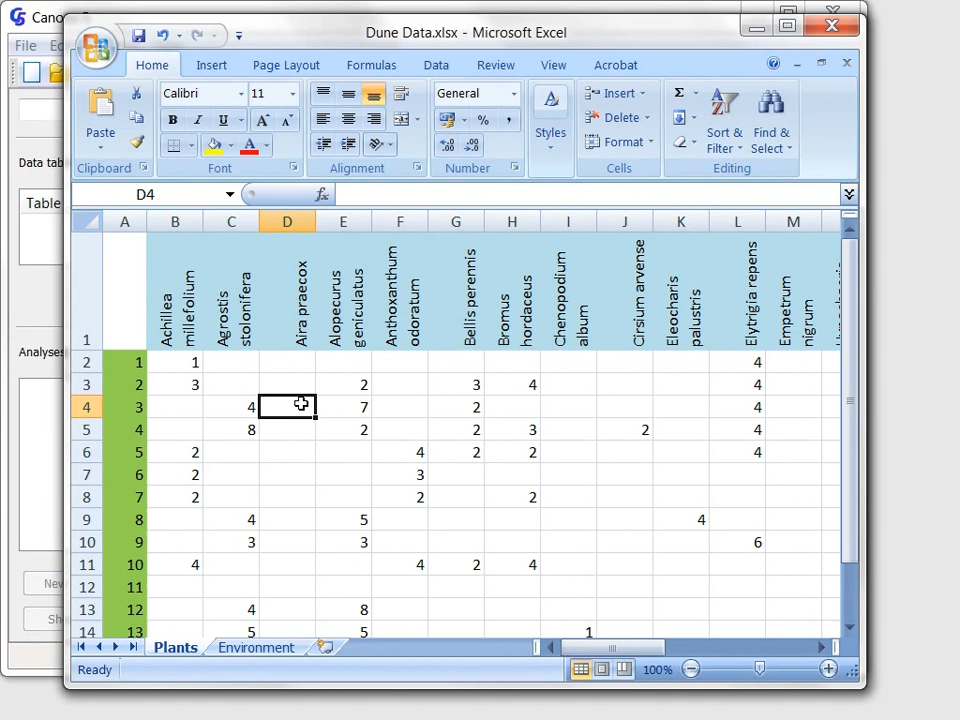 Cano
Dune Data.xlsx - Microsoft Excel
File
Home Insert Page Layout Formulas Data Review View Acrobat
Paste
Calibri 11
B I U A A
A
General
% ,
Styles
Insert
Delete
Format
Σ
Sort & Filter
Find & Select
Clipboard Font Alignment Number Cells Editing
D4 fx
Data tab
Table
Analyses
A B C D E F G H I J K L M
1 Achillea millefolium Agrostis stolonifera Aira praecox Alopecurus geniculatus Anthoxanthum odoratum Bellis perennis Bromus hordaceus Chenopodium album Cirsium arvense Eleocharis palustris Elytrigia repens Empetrum nigrum
2 1 1 4
3 2 3 2 3 4 4
4 3 4 7 2 4
5 4 8 2 2 3 2 4
6 5 2 4 2 2 4
7 6 2 3
8 7 2 2 2
9 8 4 5 4
10 9 3 3 6
11 10 4 4 2 4
12 11
13 12 4 8
14 13 5 5 1
Plants Environment
Ready 100%